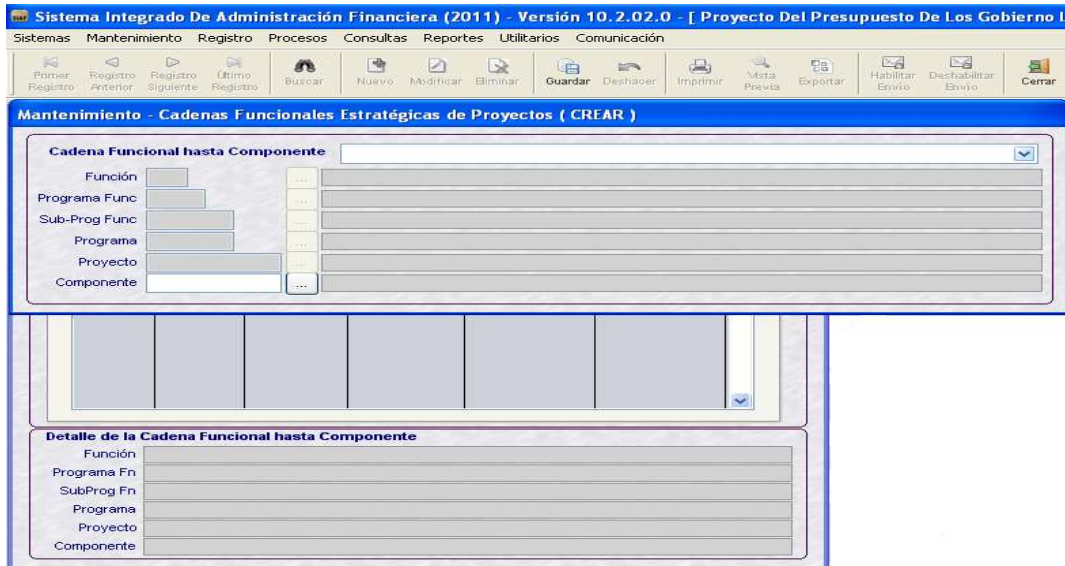 Sistema Integrado De Administración Financiera (2011) - Versión 10.2.02.0 - [ Proyecto Del Presupuesto De Los Gobierno L
Sistemas Mantenimiento Registro Procesos Consultas Reportes Utilitarios Comunicación
Primer Registro Registro Anterior Registro Siguiente Último Registro Buscar Nuevo Modificar Eliminar Guardar Deshacer Imprimir Vista Previa Exportar Habilitar Envio Deshabilitar Envio Cerrar
Mantenimiento - Cadenas Funcionales Estratégicas de Proyectos ( CREAR )
Cadena Funcional hasta Componente
Función ...
Programa Func ...
Sub-Prog Func ...
Programa ...
Proyecto ...
Componente ...
Detalle de la Cadena Funcional hasta Componente
Función
Programa Fn
SubProg Fn
Programa
Proyecto
Componente